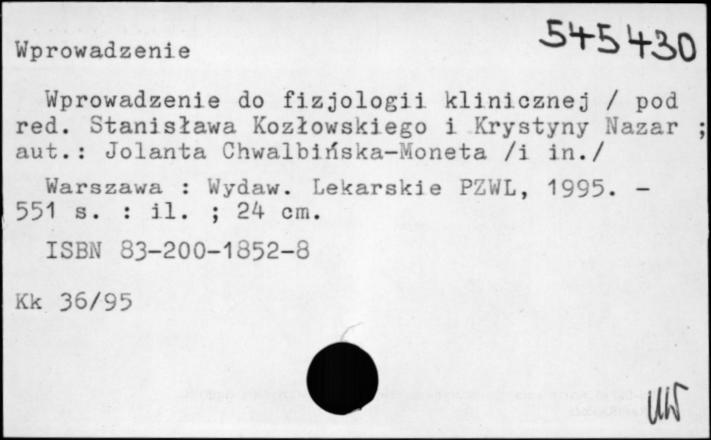 545430
Wprowadzenie
Wprowadzenie do fizjologii klinicznej / pod
red. Stanisława Kozłowskiego i Krystyny Nazar ;
aut.: Jolanta Chwalbińska-Moneta /i in./
Warszawa : Wydaw. Lekarskie PZWL, 1995. -
551 s. : il. ; 24 cm.
ISBN 83-200-1852-8
Kk 36/95